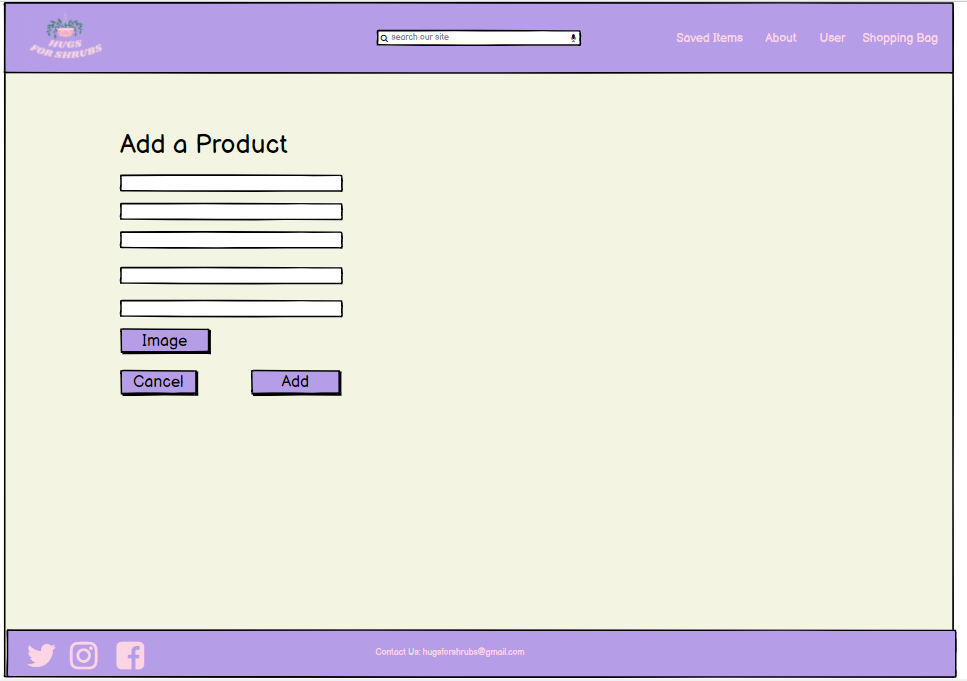 HUGS
FOR SHRUBS
search our site
Saved Items About User Shopping Bag
Add a Product
Image
Cancel Add
Contact Us: hugsforshrubs@gmail.com